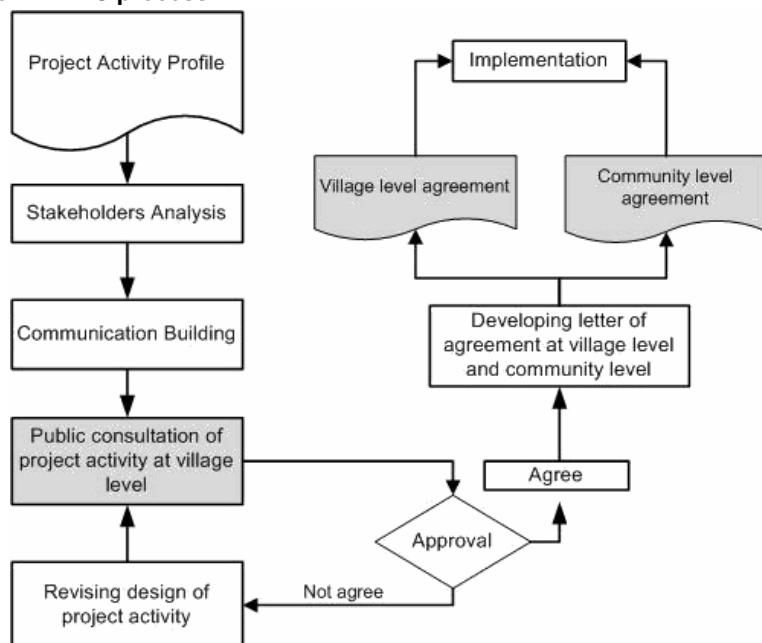 Project Activity Profile
Stakeholders Analysis
Communication Building
Public consultation of
project activity at village
level
Revising design of
project activity
Not agree
Approval
Agree
Developing letter of
agreement at village level
and community level
Village level agreement
Community level
agreement
Implementation